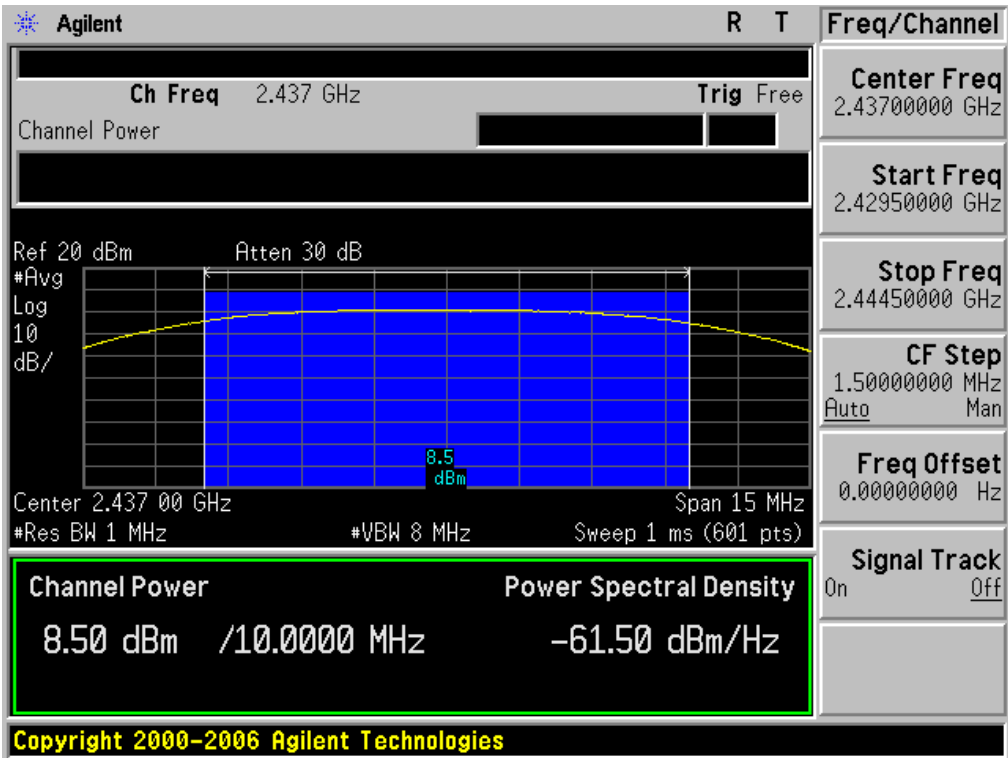 Agilent R T
Freq/Channel
Ch Freq 2.437 GHz Trig Free
Channel Power
Ref 20 dBm Atten 30 dB
#Avg
Log
10
dB/
8.5
dBm
Center 2.437 00 GHz Span 15 MHz
#Res BW 1 MHz #VBW 8 MHz Sweep 1 ms (601 pts)
Channel Power Power Spectral Density
8.50 dBm /10.0000 MHz -61.50 dBm/Hz
Copyright 2000-2006 Agilent Technologies
Center Freq
2.43700000 GHz
Start Freq
2.42950000 GHz
Stop Freq
2.44450000 GHz
CF Step
1.50000000 MHz
Auto Man
Freq Offset
0.00000000 Hz
Signal Track
On Off